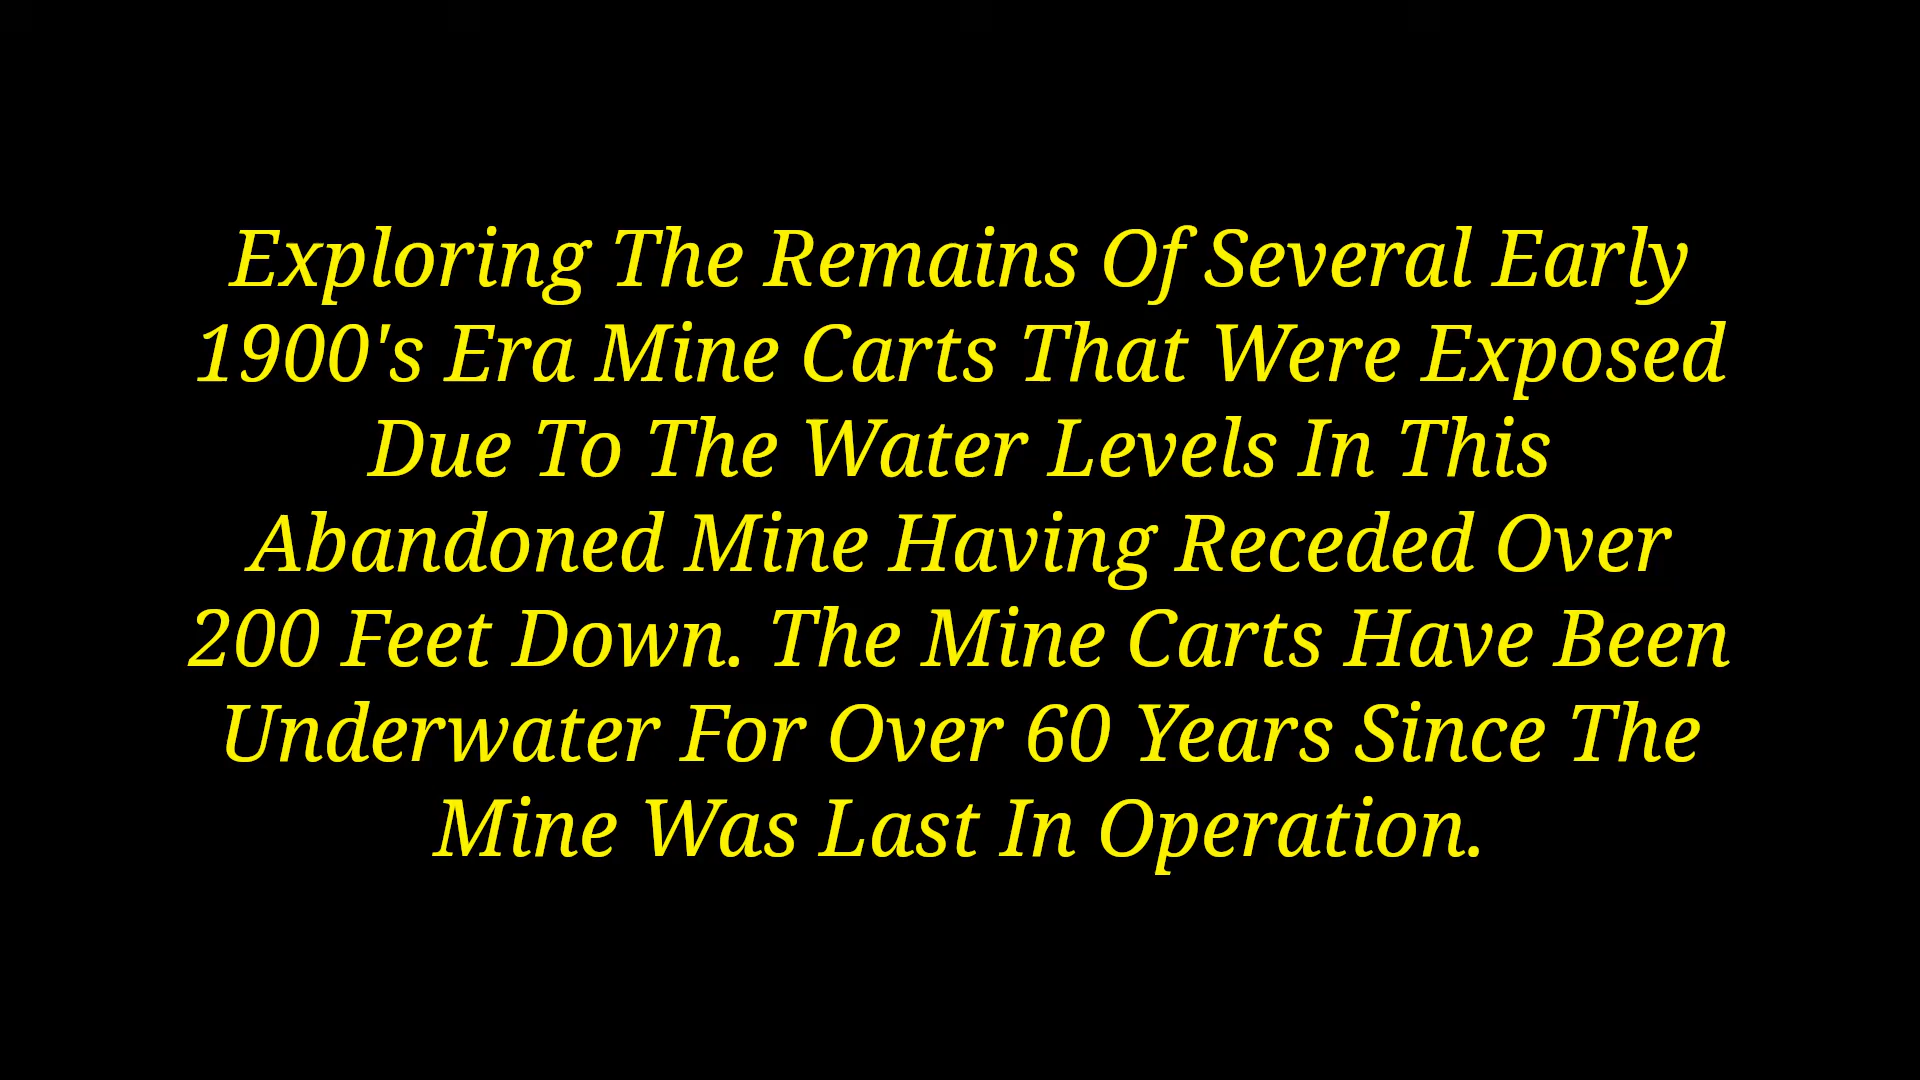 Exploring The Remains Of Several Early
1900's Era Mine Carts That Were Exposed
Due To The Water Levels In This
Abandoned Mine Having Receded Over
200 Feet Down. The Mine Carts Have Been
Underwater For Over 60 Years Since The
Mine Was Last In Operation.